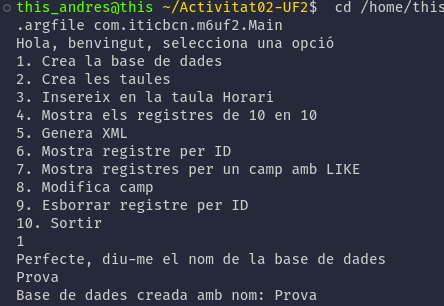 this_andres@this ~/Activitat02-UF2$ cd /home/this
.argfile com.iticbcn.m6uf2.Main
Hola, benvingut, selecciona una opció
1. Crea la base de dades
2. Crea les taules
3. Insereix en la taula Horari
4. Mostra els registres de 10 en 10
5. Genera XML
6. Mostra registre per ID
7. Mostra registres per un camp amb LIKE
8. Modifica camp
9. Esborrar registre per ID
10. Sortir
1
Perfecte, diu-me el nom de la base de dades
Prova
Base de dades creada amb nom: Prova